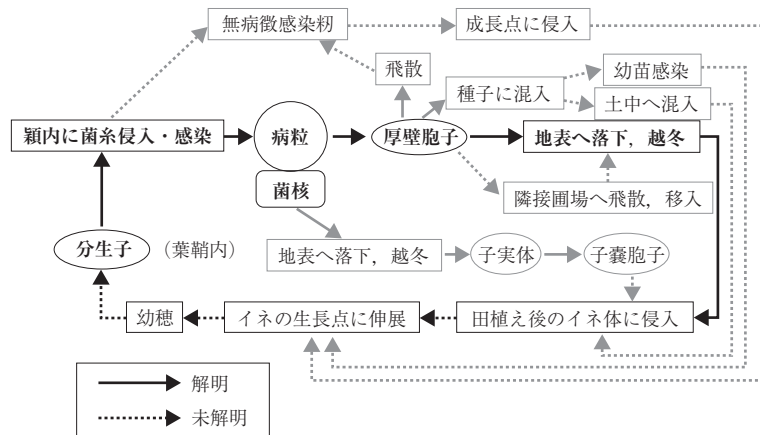 無病徴感染籾
成長点に侵入
飛散
種子に混入
幼苗感染
土中へ混入
穎内に菌糸侵入・感染
病粒
厚壁胞子
地表へ落下，越冬
菌核
隣接圃場へ飛散，移入
分生子
（葉鞘内）
地表へ落下，越冬
子実体
子嚢胞子
幼穂
イネの生長点に伸展
田植え後のイネ体に侵入
解明
未解明